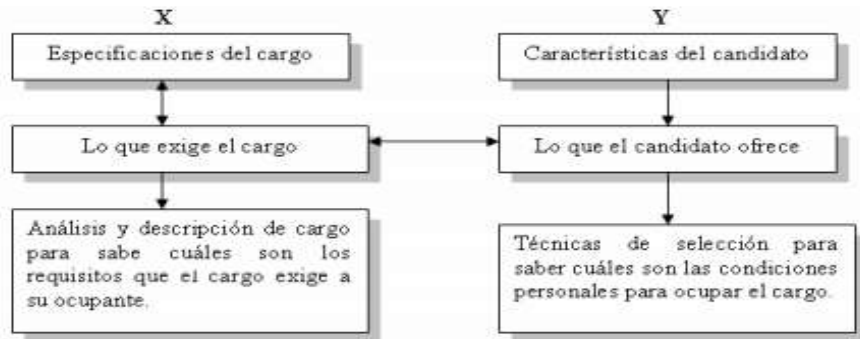 X
Y
Especificaciones del cargo
Características del candidato
Lo que exige el cargo
Lo que el candidato ofrece
Análisis y descripción de cargo
para sabe cuáles son los
requisitos que el cargo exige a
su ocupante.
Técnicas de selección para
saber cuáles son las condiciones
personales para ocupar el cargo.